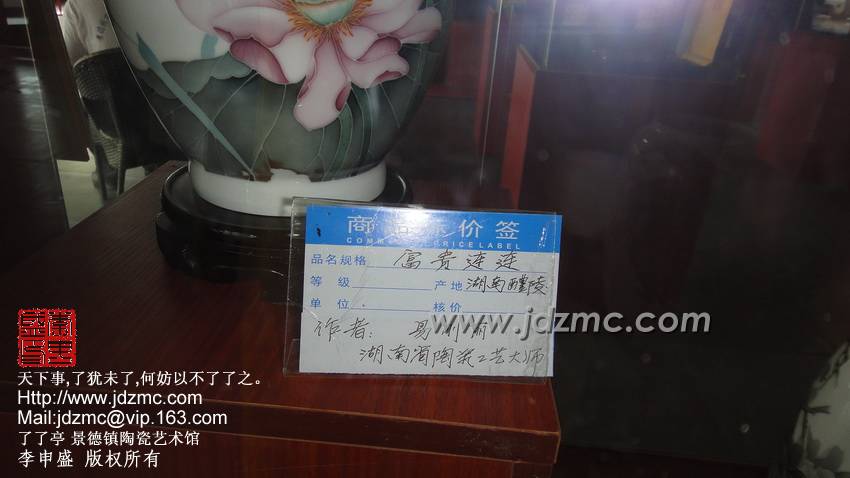 商品标价签
COMMODITY PRICE LABEL
品名规格 富贵连连
等级 产地 湖南醴陵
单位 核价
作者: 易
湖南省陶瓷工艺大师
www.jdzmc.com
天下事,了犹未了,何妨以不了了之。
Http://www.jdzmc.com
Mail:jdzmc@vip.163.com
了了亭 景德镇陶瓷艺术馆
李申盛 版权所有
www.jdzmc.com